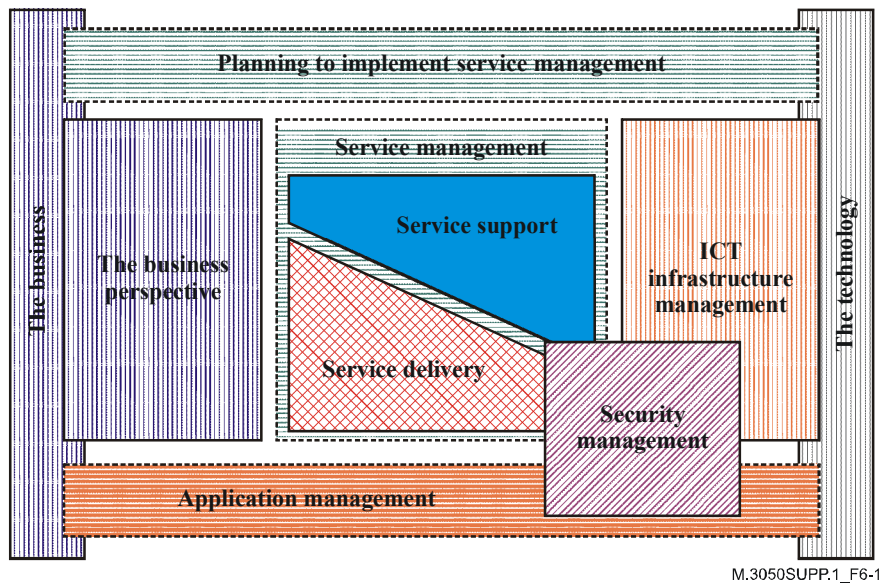 Planning to implement service management
The business
The business
perspective
Service management
Service support
Service delivery
ICT
infrastructure
management
Security
management
The technology
Application management
M.3050SUPP.1_F6-1